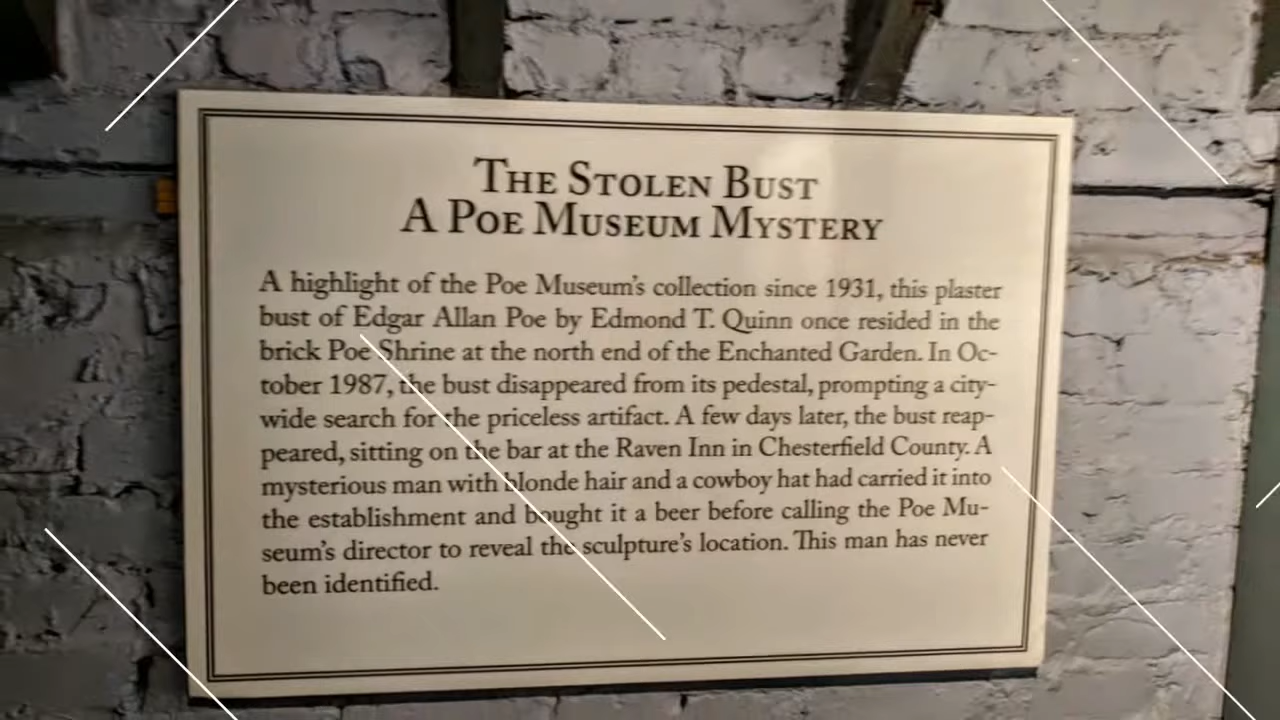 The Stolen Bust
A Poe Museum Mystery
A highlight of the Poe Museum's collection since 1931, this plaster
bust of Edgar Allan Poe by Edmond T. Quinn once resided in the
brick Poe Shrine at the north end of the Enchanted Garden. In Oc-
tober 1987, the bust disappeared from its pedestal, prompting a city-
wide search for the priceless artifact. A few days later, the bust reap-
peared, sitting on the bar at the Raven Inn in Chesterfield County. A
mysterious man with blonde hair and a cowboy hat had carried it into
the establishment and bought it a beer before calling the Poe Mu-
seum's director to reveal the sculpture's location. This man has never
been identified.